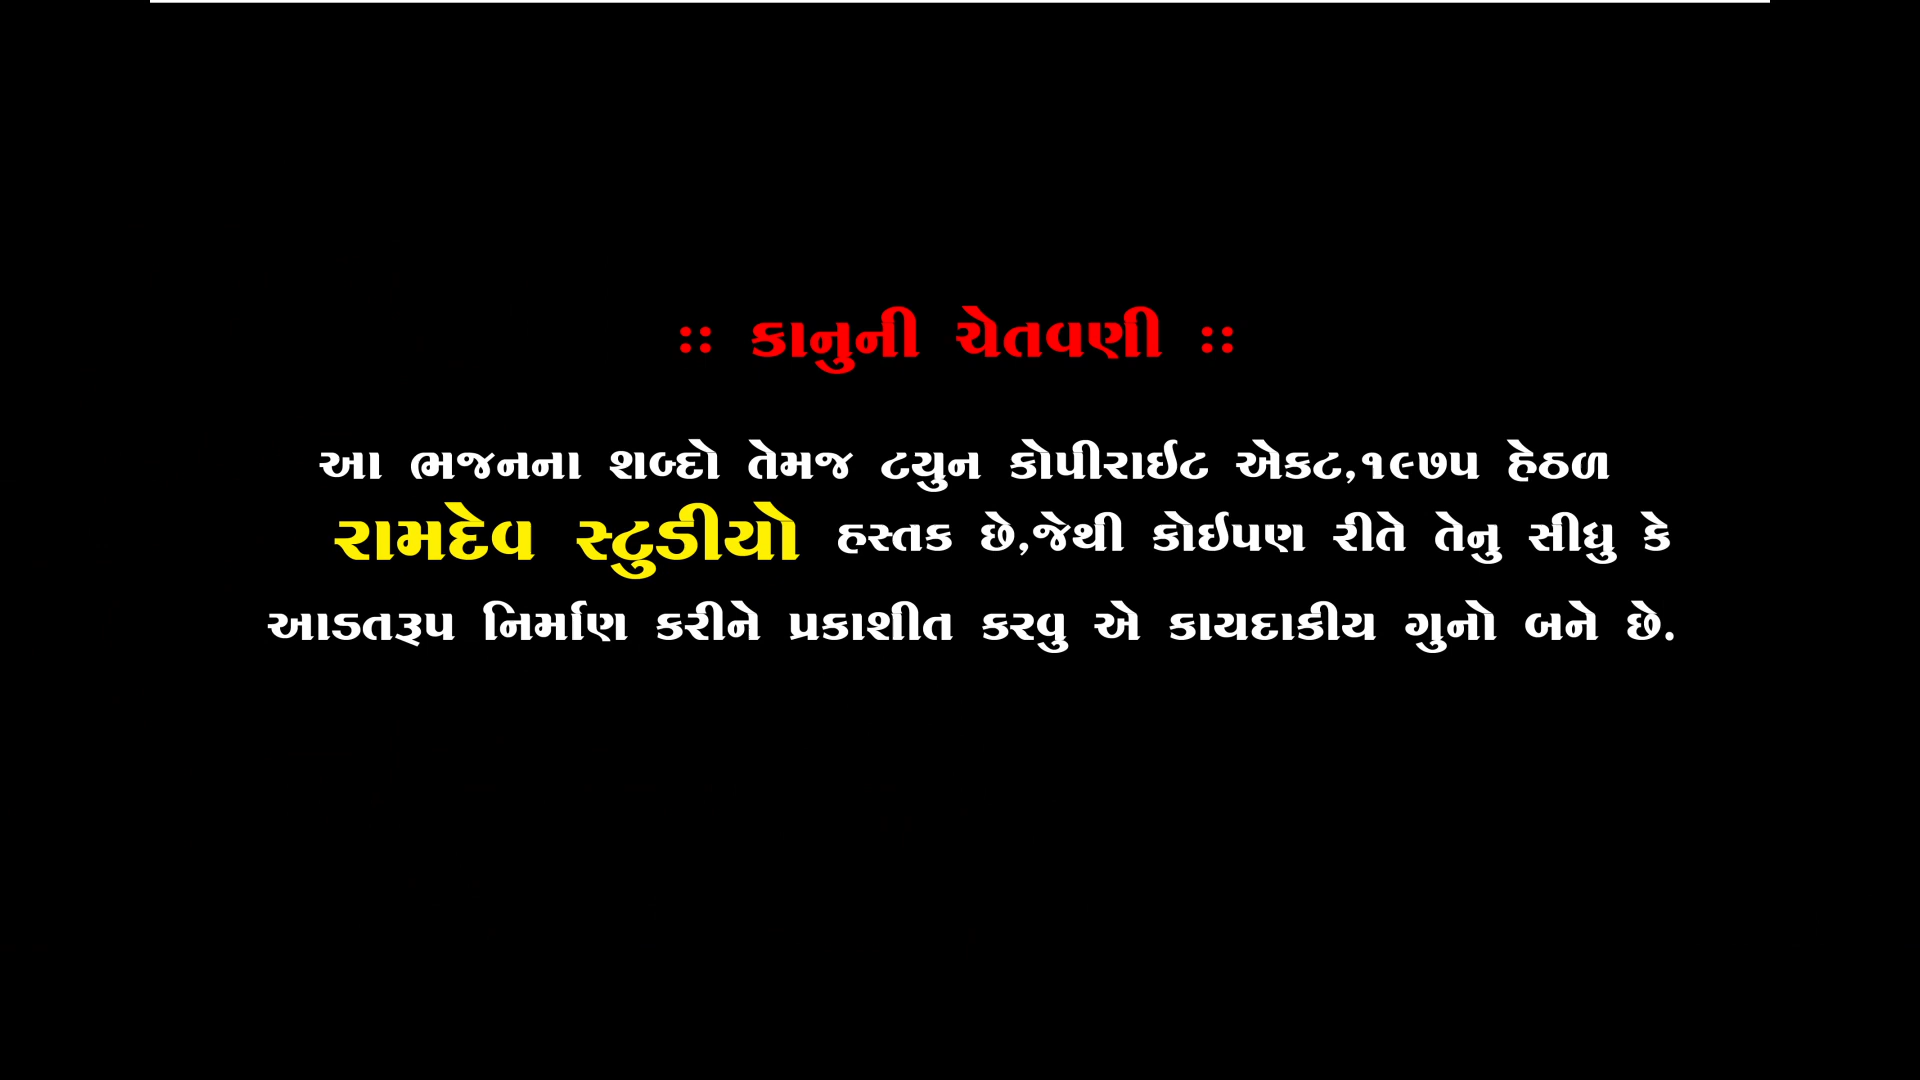 :: કાનુની ચેતવણી ::
આ ભજનના શબ્દો તેમજ ટયુન કોપીરાઈટ એકટ,૧૯૭૫ હેઠળ
રામદેવ સ્ટુડીયો હસ્તક છે,જેથી કોઈપણ રીતે તેનુ સીધુ કે
આડતરૂપ નિર્માણ કરીને પ્રકાશીત કરવુ એ કાયદાકીય ગુનો બને છે.